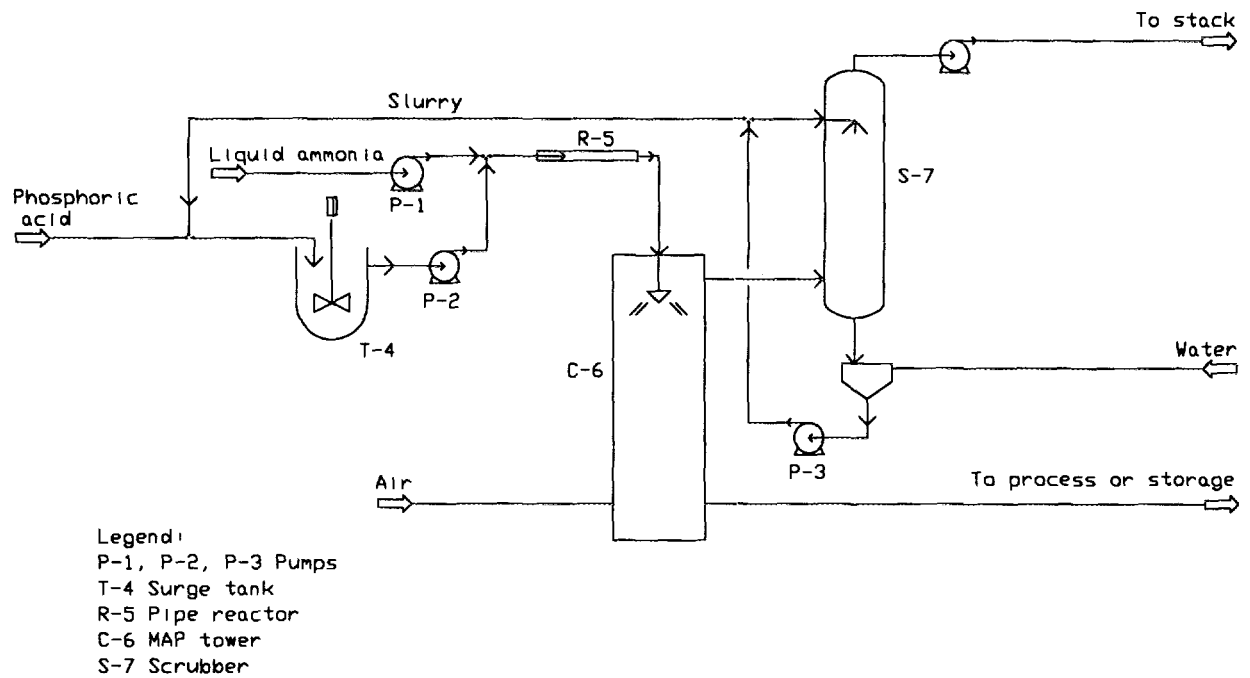 To stack
Slurry
R-5
Liquid ammonia
P-1
S-7
Phosphoric
acid
P-2
T-4
C-6
Water
P-3
Air
To process or storage
Legend:
P-1, P-2, P-3 Pumps
T-4 Surge tank
R-5 Pipe reactor
C-6 MAP tower
S-7 Scrubber